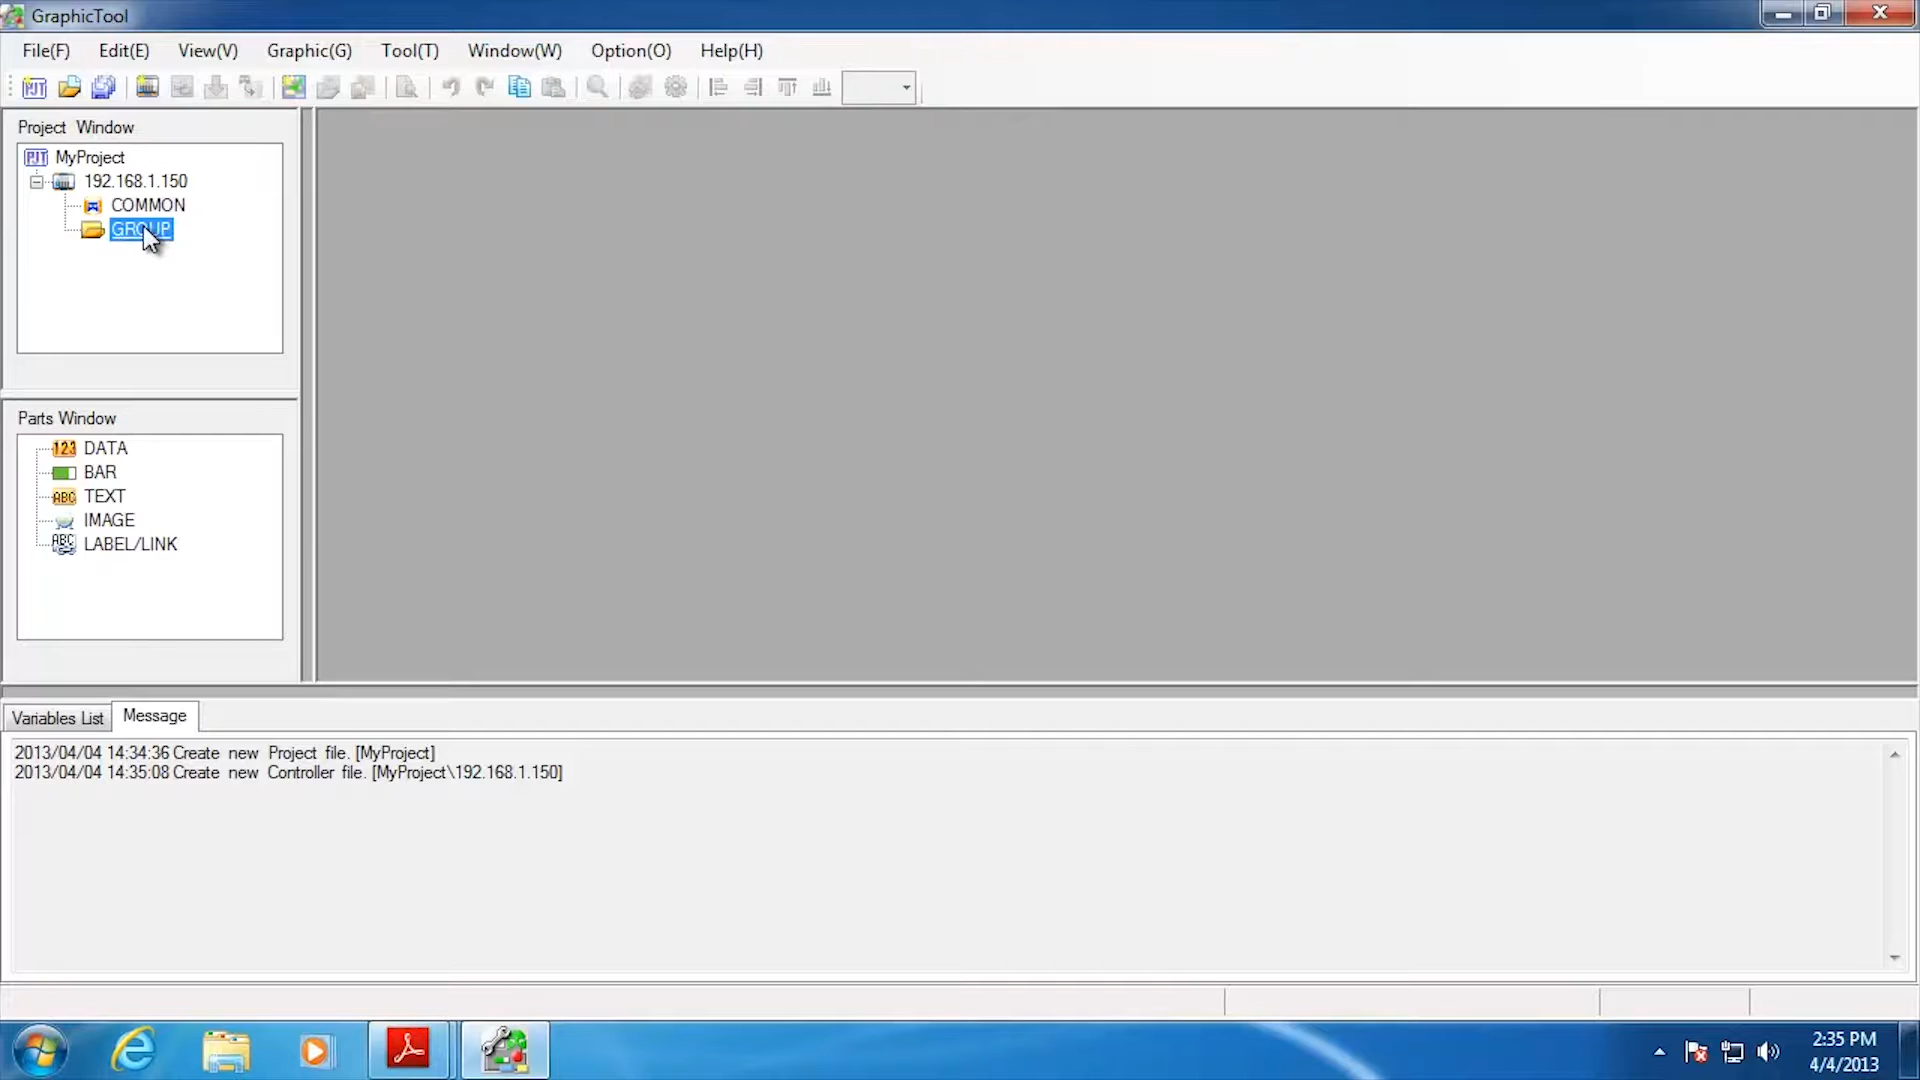 GraphicTool
File(F) Edit(E) View(V) Graphic(G) Tool(T) Window(W) Option(O) Help(H)
PJT
Project Window
PJT MyProject
192.168.1.150
COMMON
GROUP
Parts Window
123 DATA
BAR
ABC TEXT
IMAGE
ABC LABEL/LINK
Variables List Message
2013/04/04 14:34:36 Create new Project file. [MyProject]
2013/04/04 14:35:08 Create new Controller file. [MyProject\192.168.1.150]
2:35 PM
4/4/2013